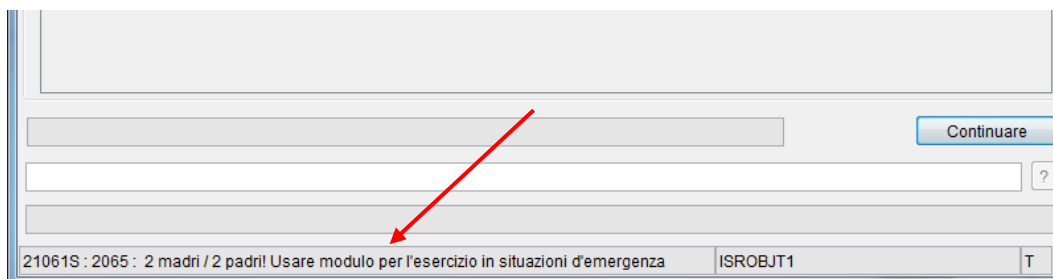 Continuare
?
21061S : 2065 :  2 madri / 2 padri! Usare modulo per l'esercizio in situazioni d'emergenza ISROBJT1 T